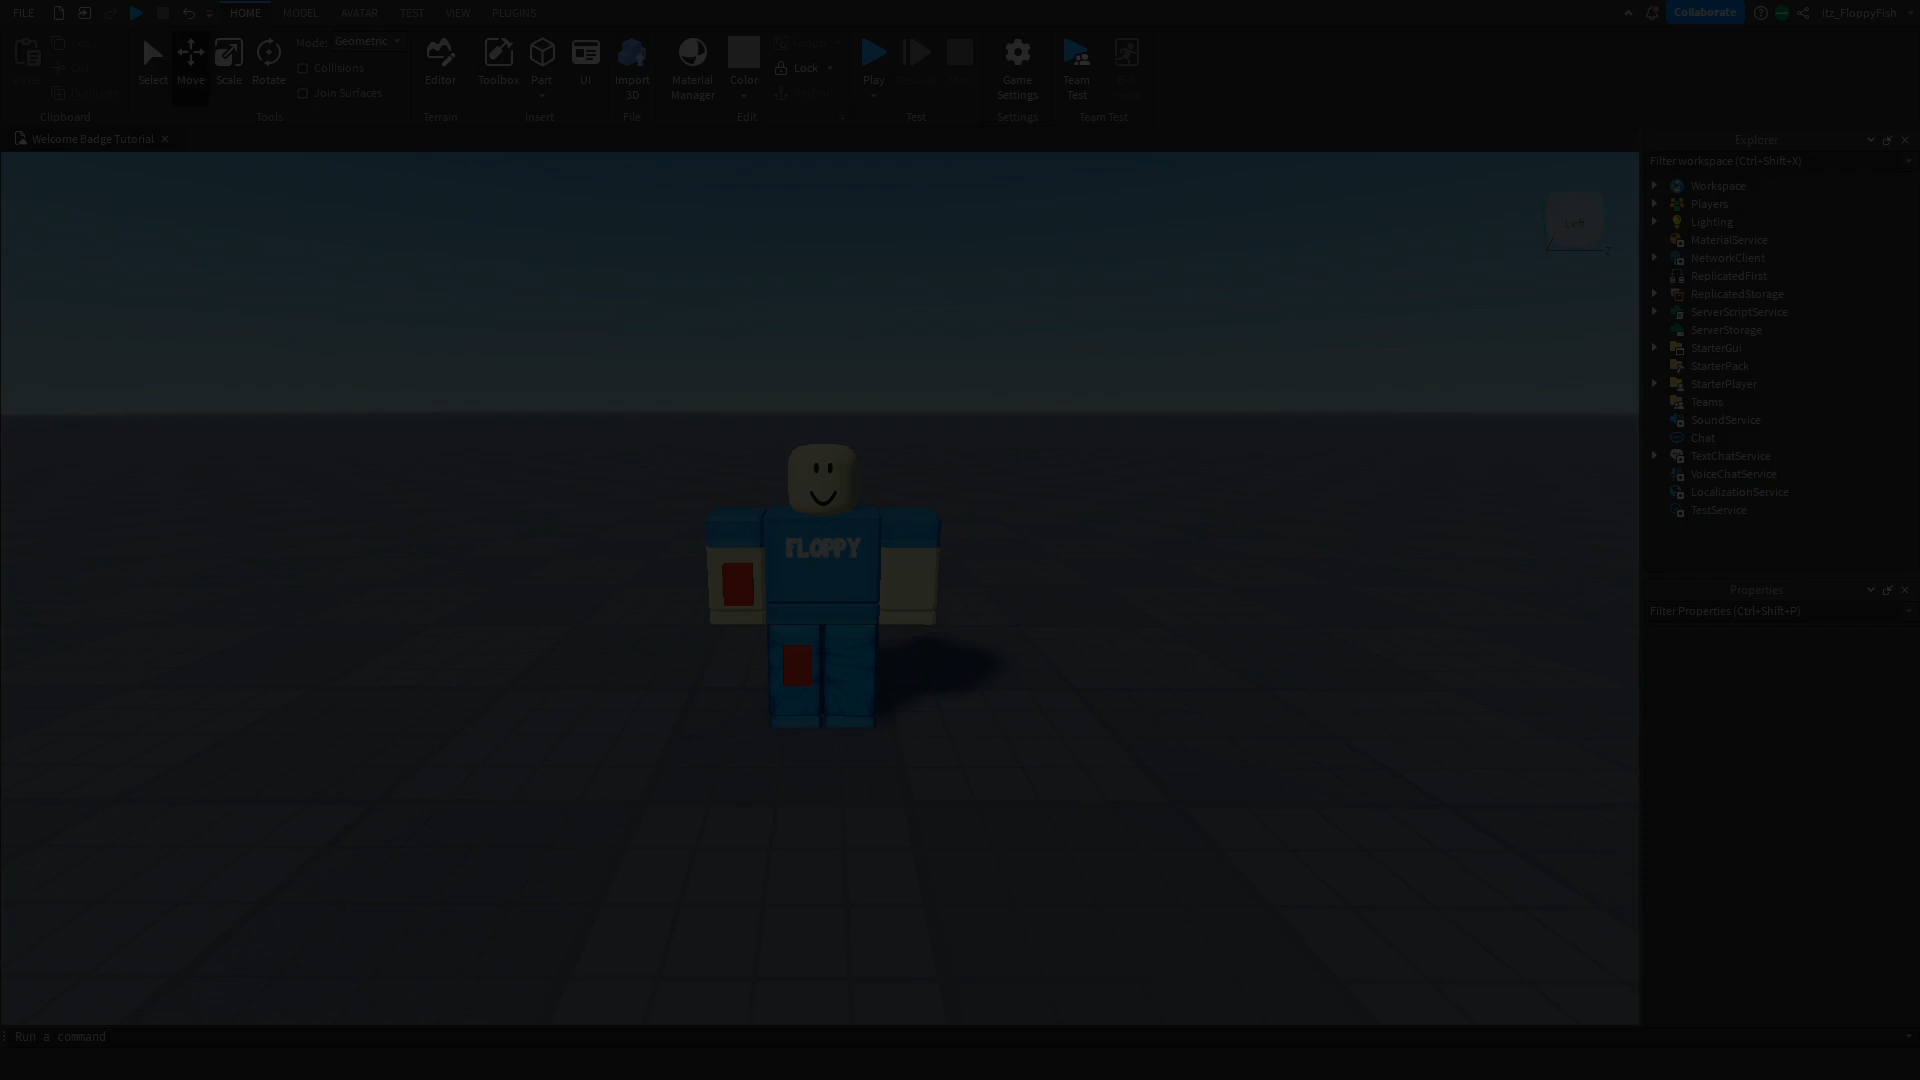 FILE HOME MODEL AVATAR TEST VIEW PLUGINS Collaborate Itz_FloppyFish
Mode: Geometric
Collisions
Join Surfaces
Select Move Scale Rotate Editor Toolbox Part UI Import 3D Material Manager Color Group Lock Anchor Play Game Settings Team Test
Clipboard Tools Terrain Insert File Edit Test Settings Team Test
Welcome Badge Tutorial
Explorer
Filter workspace (Ctrl+Shift+X)
Workspace
Players
Left
Lighting
MaterialService
Z
NetworkClient
ReplicatedFirst
ReplicatedStorage
ServerScriptService
ServerStorage
StarterGui
StarterPack
StarterPlayer
Teams
SoundService
Chat
TextChatService
VoiceChatService
LocalizationService
TestService
FLOPPY
Properties
Filter Properties (Ctrl+Shift+P)
Run a command